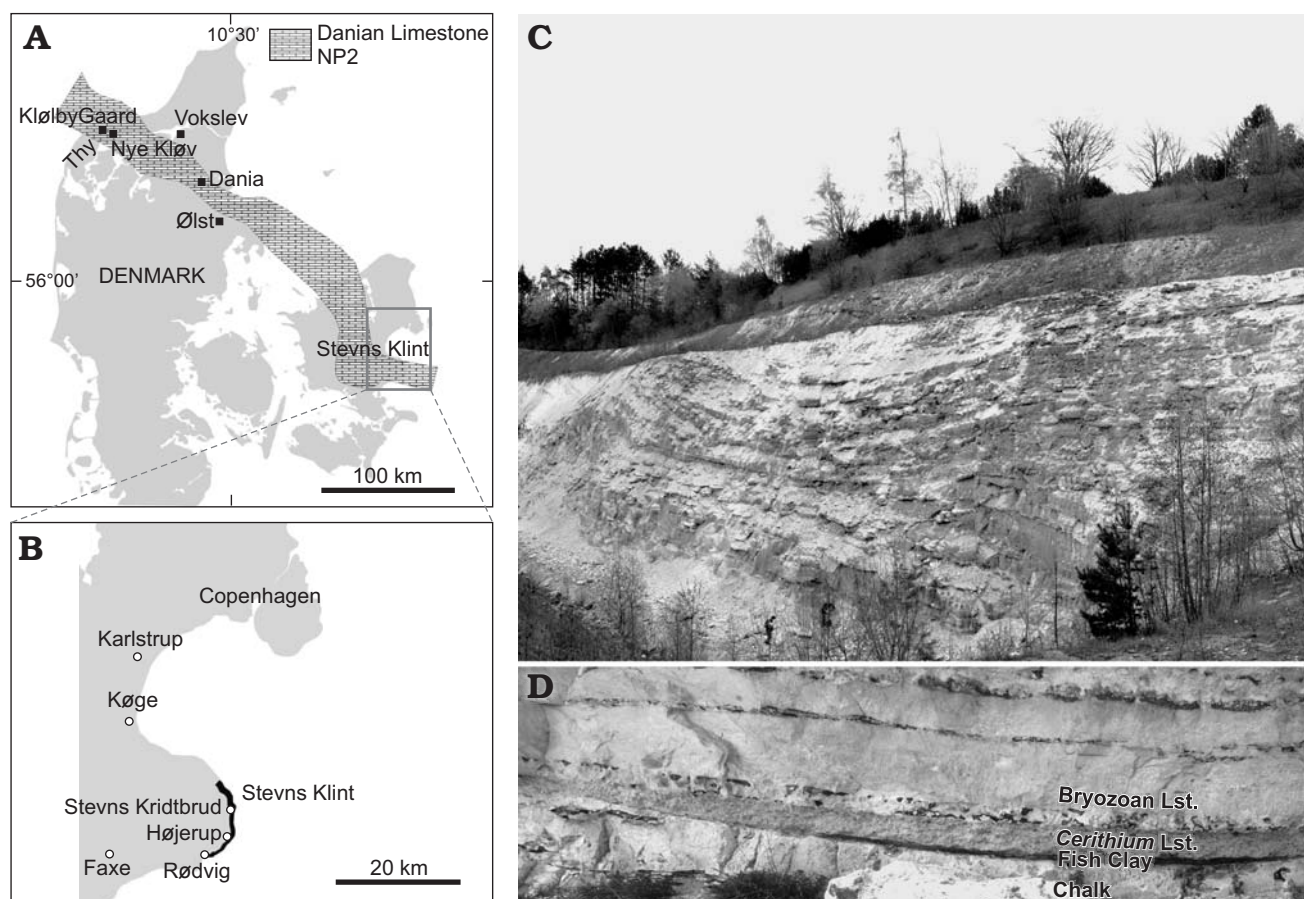 A
10°30'
Danian Limestone
NP2
KlølbyGaard
Vokslev
Thy
Nye Kløv
Dania
Ølst
56°00'
DENMARK
Stevns Klint
100 km
B
Copenhagen
Karlstrup
Køge
Stevns Klint
Stevns Kridtbrud
Højerup
Faxe
Rødvig
20 km
C
D
Bryozoan Lst.
Cerithium Lst.
Fish Clay
Chalk